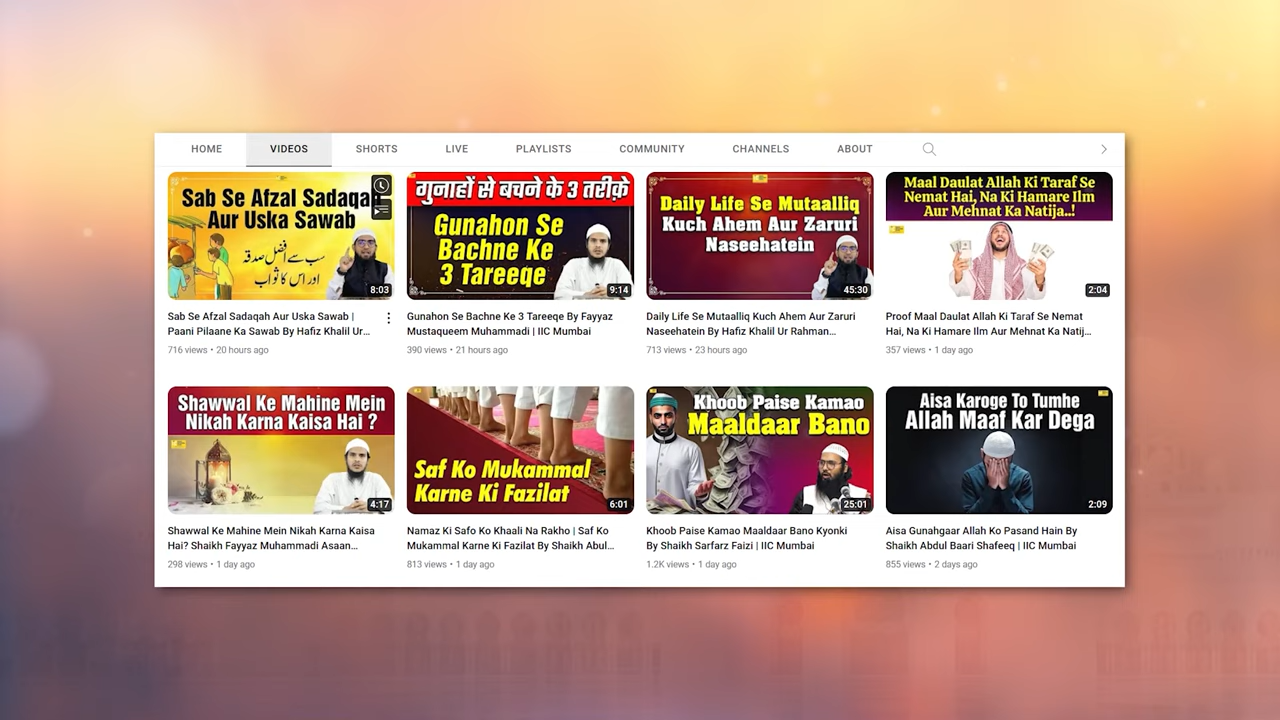 HOME
VIDEOS
SHORTS
LIVE
PLAYLISTS
COMMUNITY
CHANNELS
ABOUT
Sab Se Afzal Sadaqah
Aur Uska Sawab
سب سے افضل صدقہ
اور اس کا ثواب
8:03
Sab Se Afzal Sadaqah Aur Uska Sawab |
Paani Pilaane Ka Sawab By Hafiz Khalil Ur...
716 views • 20 hours ago
गुनाहों से बचने के 3 तरीक़े
Gunahon Se
Bachne Ke
3 Tareeqe
9:14
Gunahon Se Bachne Ke 3 Tareeqe By Fayyaz
Mustaqueem Muhammadi | IIC Mumbai
390 views • 21 hours ago
Daily Life Se Mutaalliq
Kuch Ahem Aur Zaruri
Naseehatein
45:30
Daily Life Se Mutaalliq Kuch Ahem Aur Zaruri
Naseehatein By Hafiz Khalil Ur Rahman...
713 views • 23 hours ago
Maal Daulat Allah Ki Taraf Se
Nemat Hai, Na Ki Hamare Ilm
Aur Mehnat Ka Natija..!
2:04
Proof Maal Daulat Allah Ki Taraf Se Nemat
Hai, Na Ki Hamare Ilm Aur Mehnat Ka Natij...
357 views • 1 day ago
Shawwal Ke Mahine Mein
Nikah Karna Kaisa Hai ?
4:17
Shawwal Ke Mahine Mein Nikah Karna Kaisa
Hai? Shaikh Fayyaz Muhammadi Asaan...
298 views • 1 day ago
Saf Ko Mukammal
Karne Ki Fazilat
6:01
Namaz Ki Safo Ko Khaali Na Rakho | Saf Ko
Mukammal Karne Ki Fazilat By Shaikh Abul...
813 views • 1 day ago
Khoob Paise Kamao
Maaldaar Bano
25:01
Khoob Paise Kamao Maaldaar Bano Kyonki
By Shaikh Sarfarz Faizi | IIC Mumbai
1.2K views • 1 day ago
Aisa Karoge To Tumhe
Allah Maaf Kar Dega
2:09
Aisa Gunahgaar Allah Ko Pasand Hain By
Shaikh Abdul Baari Shafeeq | IIC Mumbai
855 views • 2 days ago